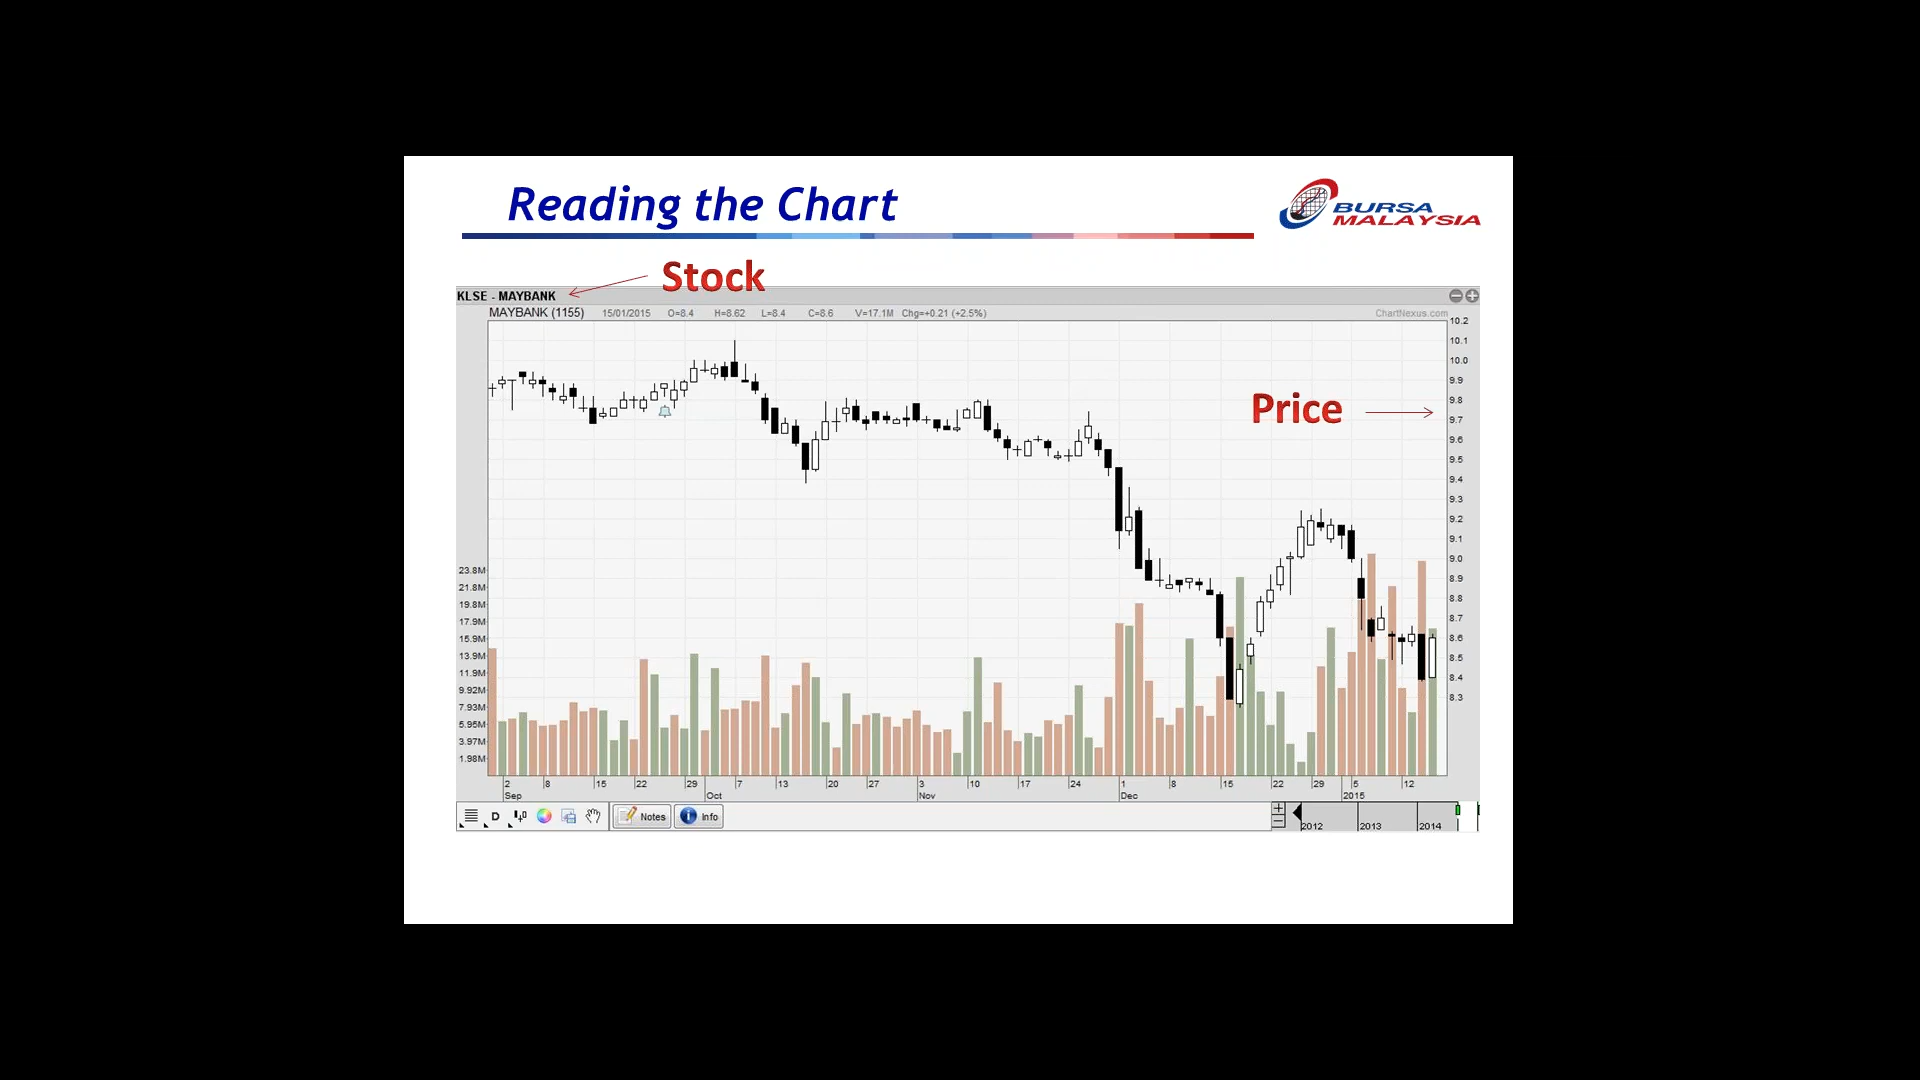 Reading the Chart
BURSA
MALAYSIA
Stock
KLSE - MAYBANK
MAYBANK (1155) 15/01/2015 O=8.4 H=8.62 L=8.4 C=8.6 V=17.1M Chg=+0.21 (+2.5%) ChartNexus.com
10.2
10.1
10.0
9.9
9.8
Price
9.7
9.6
9.5
9.4
9.3
9.2
9.1
9.0
8.9
8.8
8.7
8.6
8.5
8.4
8.3
23.8M
21.8M
19.8M
17.9M
15.9M
13.9M
11.9M
9.92M
7.93M
5.95M
3.97M
1.98M
2 8 15 22 29 7 13 20 27 3 10 17 24 1 8 15 22 29 5 12
Sep Oct Nov Dec 2015
D Notes Info
2012 2013 2014